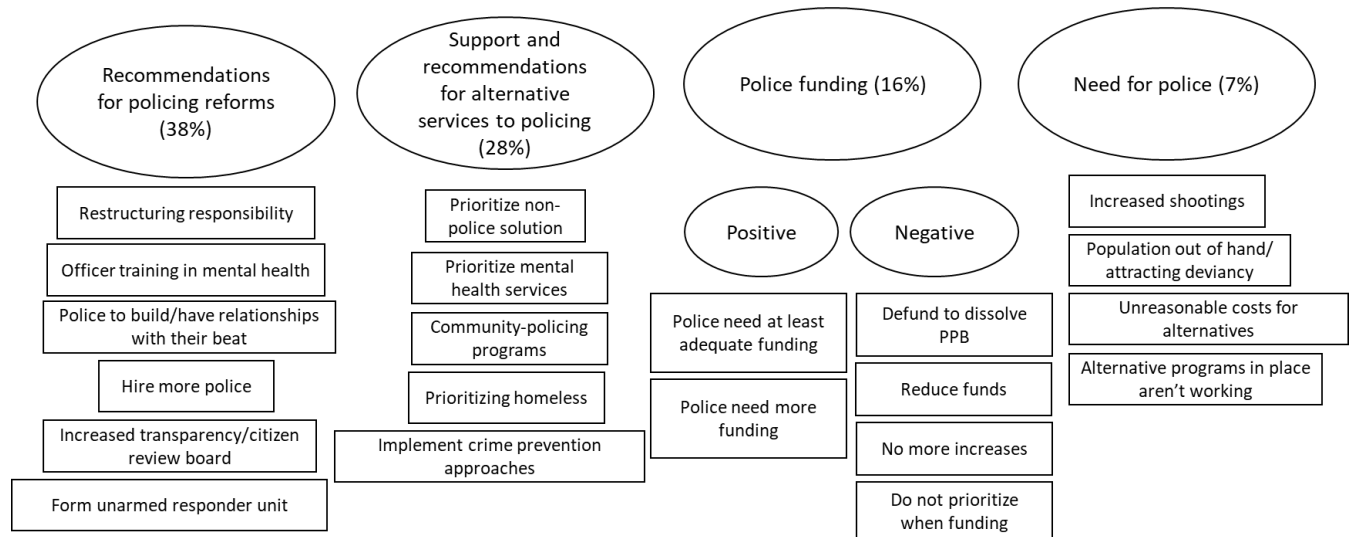 Recommendations
for policing reforms
(38%)
Restructuring responsibility
Officer training in mental health
Police to build/have relationships
with their beat
Hire more police
Increased transparency/citizen
review board
Form unarmed responder unit
Support and
recommendations
for alternative
services to policing
(28%)
Prioritize non-
police solution
Prioritize mental
health services
Community-policing
programs
Prioritizing homeless
Implement crime prevention
approaches
Police funding (16%)
Positive
Police need at least
adequate funding
Police need more
funding
Negative
Defund to dissolve
PPB
Reduce funds
No more increases
Do not prioritize
when funding
Need for police (7%)
Increased shootings
Population out of hand/
attracting deviancy
Unreasonable costs for
alternatives
Alternative programs in place
aren't working